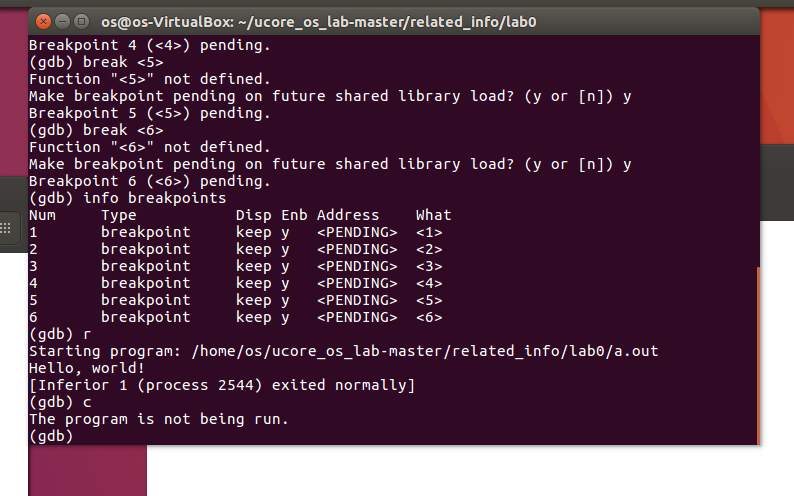 os@os-VirtualBox: ~/ucore_os_lab-master/related_info/lab0
Breakpoint 4 (<4>) pending.
(gdb) break <5>
Function "<5>" not defined.
Make breakpoint pending on future shared library load? (y or [n]) y
Breakpoint 5 (<5>) pending.
(gdb) break <6>
Function "<6>" not defined.
Make breakpoint pending on future shared library load? (y or [n]) y
Breakpoint 6 (<6>) pending.
(gdb) info breakpoints
Num     Type           Disp Enb Address    What
1       breakpoint     keep y   <PENDING>  <1>
2       breakpoint     keep y   <PENDING>  <2>
3       breakpoint     keep y   <PENDING>  <3>
4       breakpoint     keep y   <PENDING>  <4>
5       breakpoint     keep y   <PENDING>  <5>
6       breakpoint     keep y   <PENDING>  <6>
(gdb) r
Starting program: /home/os/ucore_os_lab-master/related_info/lab0/a.out
Hello, world!
[Inferior 1 (process 2544) exited normally]
(gdb) c
The program is not being run.
(gdb)